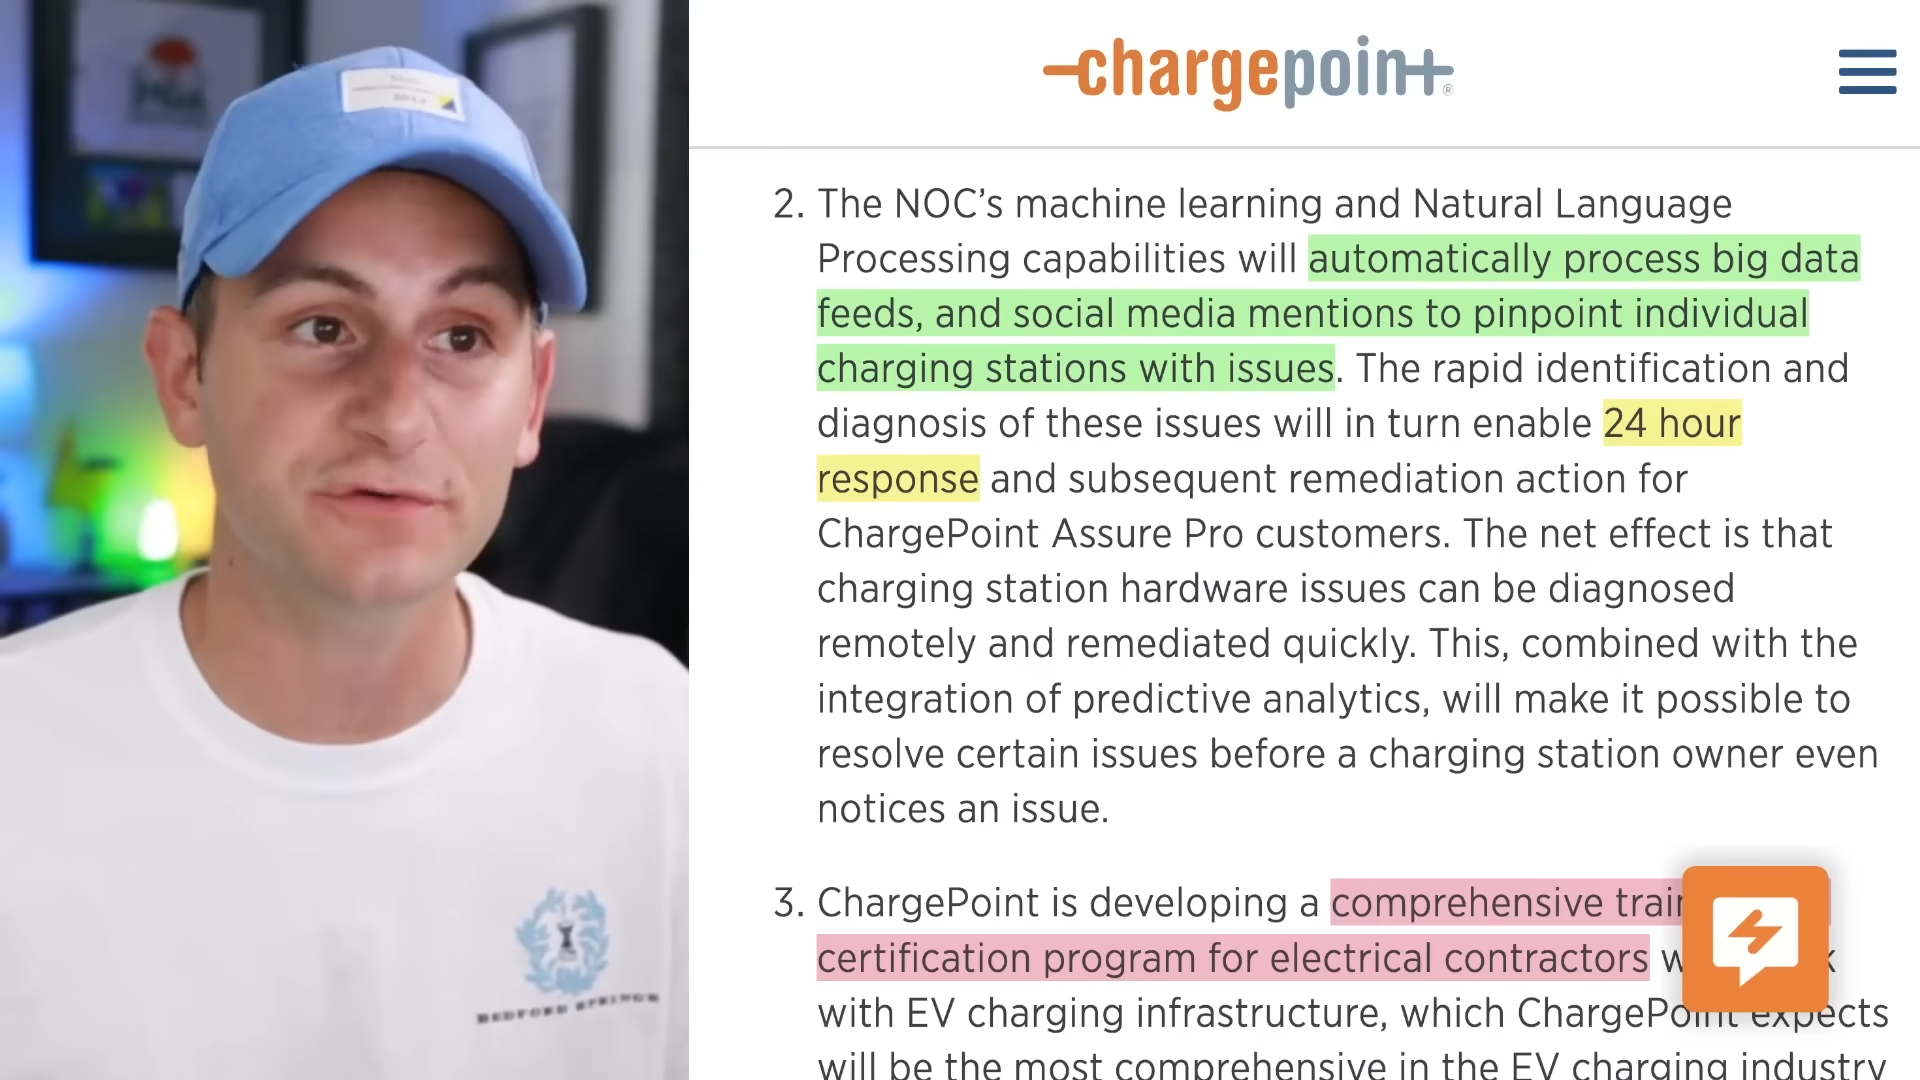 chargepoint®
2. The NOC’s machine learning and Natural Language
Processing capabilities will automatically process big data
feeds, and social media mentions to pinpoint individual
charging stations with issues. The rapid identification and
diagnosis of these issues will in turn enable 24 hour
response and subsequent remediation action for
ChargePoint Assure Pro customers. The net effect is that
charging station hardware issues can be diagnosed
remotely and remediated quickly. This, combined with the
integration of predictive analytics, will make it possible to
resolve certain issues before a charging station owner even
notices an issue.
3. ChargePoint is developing a comprehensive
certification program for electrical contractors
with EV charging infrastructure, which ChargePoint expects
will be the most comprehensive in the EV charging industry
BEDFORD SPRINGS